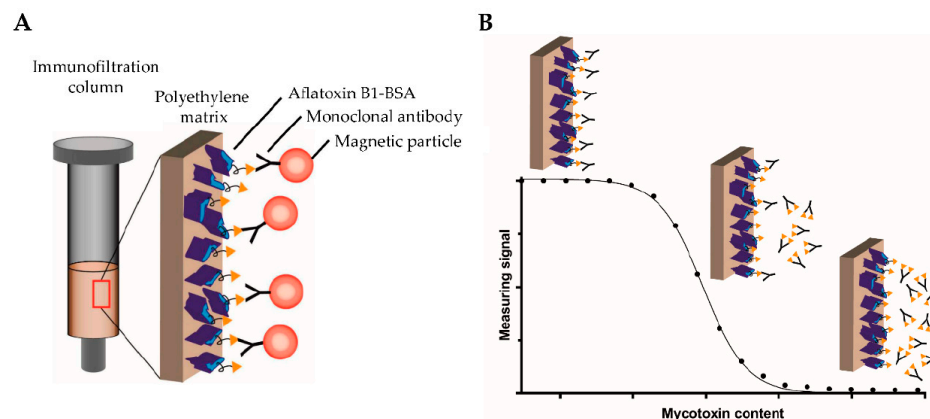 A
Immunofiltration
column
Polyethylene
matrix
Aflatoxin B1-BSA
Monoclonal antibody
Magnetic particle
B
Measuring signal
Mycotoxin content